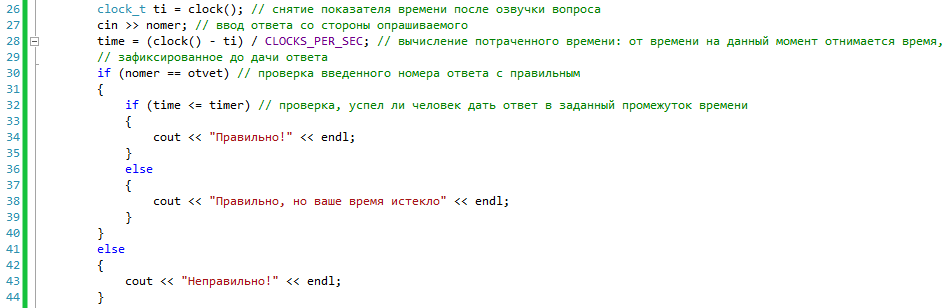 26 clock_t ti = clock(); // снятие показателя времени после озвучки вопроса
27 cin >> nomer; // ввод ответа со стороны опрашиваемого
28 time = (clock() - ti) / CLOCKS_PER_SEC; // вычисление потраченного времени: от времени на данный момент отнимается время,
29 // зафиксированное до дачи ответа
30 if (nomer == otvet) // проверка введенного номера ответа с правильным
31 {
32 if (time <= timer) // проверка, успел ли человек дать ответ в заданный промежуток времени
33 {
34 cout << "Правильно!" << endl;
35 }
36 else
37 {
38 cout << "Правильно, но ваше время истекло" << endl;
39 }
40 }
41 else
42 {
43 cout << "Неправильно!" << endl;
44 }